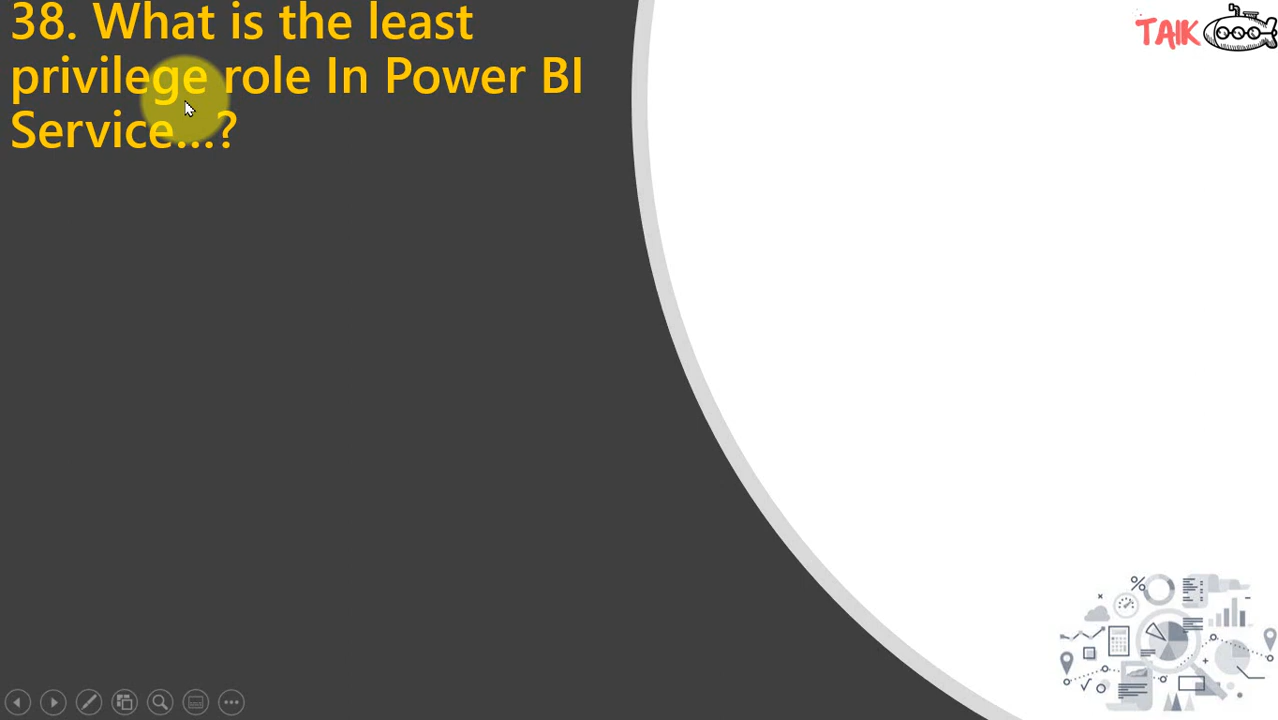 38. What is the least
privilege role In Power BI
Service...?
TAIK